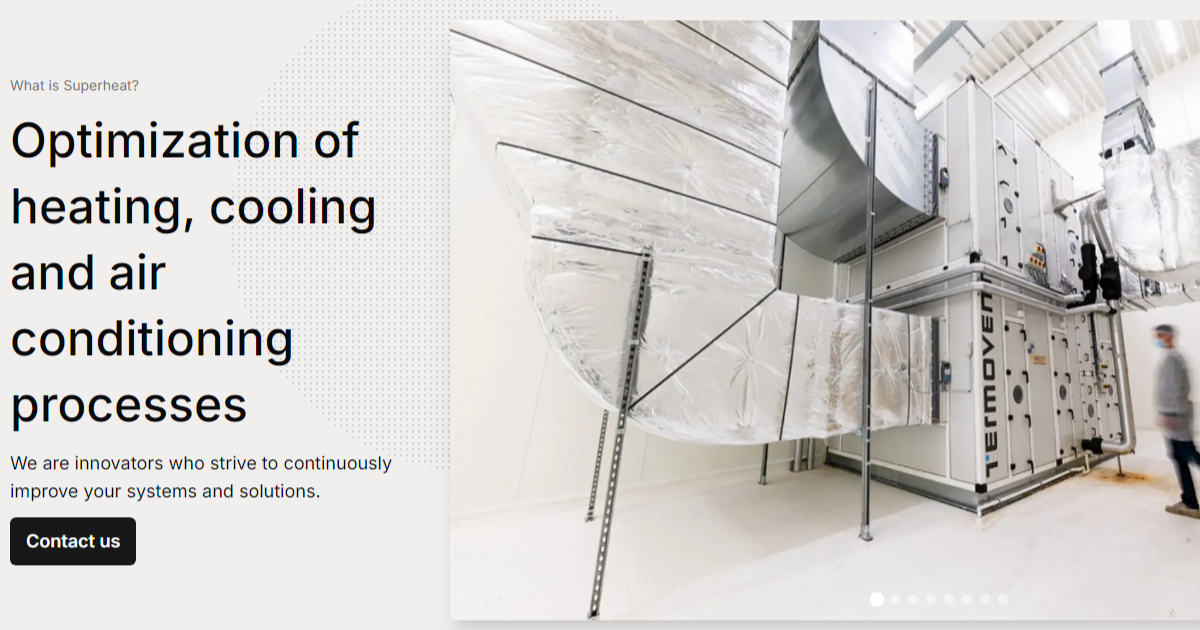 What is Superheat?
Optimization of
heating, cooling
and air
conditioning
processes
We are innovators who strive to continuously
improve your systems and solutions.
Contact us
TERMOVEN